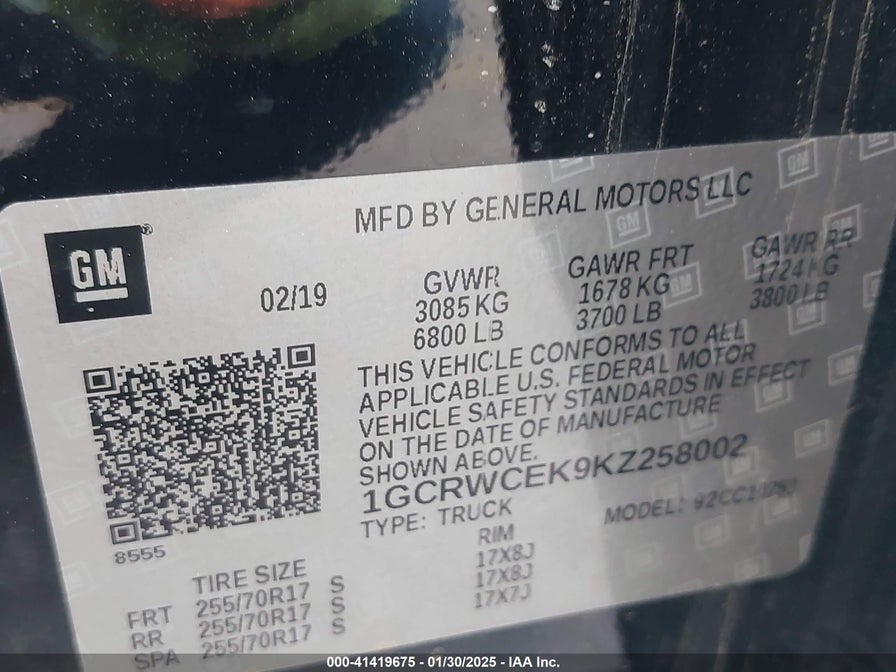 MFD BY GENERAL MOTORS LLC
GM®
02/19
GVWR
3085 KG
6800 LB
GAWR FRT
1678 KG
3700 LB
GAWR RR
1724 KG
3800 LB
THIS VEHICLE CONFORMS TO ALL
APPLICABLE U.S. FEDERAL MOTOR
VEHICLE SAFETY STANDARDS IN EFFECT
ON THE DATE OF MANUFACTURE
SHOWN ABOVE.
1GCRWCEK9KZ258002
TYPE: TRUCK
MODEL:
8555
TIRE SIZE
RIM
FRT 255/70R17 S 17X8J
RR 255/70R17 S 17X8J
SPA 255/70R17 S 17X7J
000-41419675 - 01/30/2025 - IAA Inc.